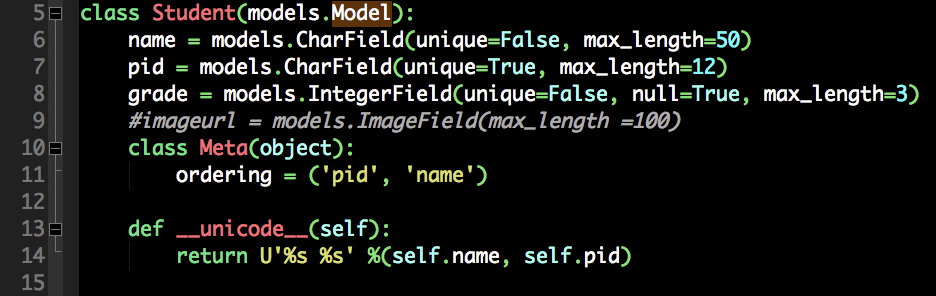 5 class Student(models.Model):
6 name = models.CharField(unique=False, max_length=50)
7 pid = models.CharField(unique=True, max_length=12)
8 grade = models.IntegerField(unique=False, null=True, max_length=3)
9 #imageurl = models.ImageField(max_length =100)
10 class Meta(object):
11 ordering = ('pid', 'name')
12
13 def __unicode__(self):
14 return U'%s %s' %(self.name, self.pid)
15